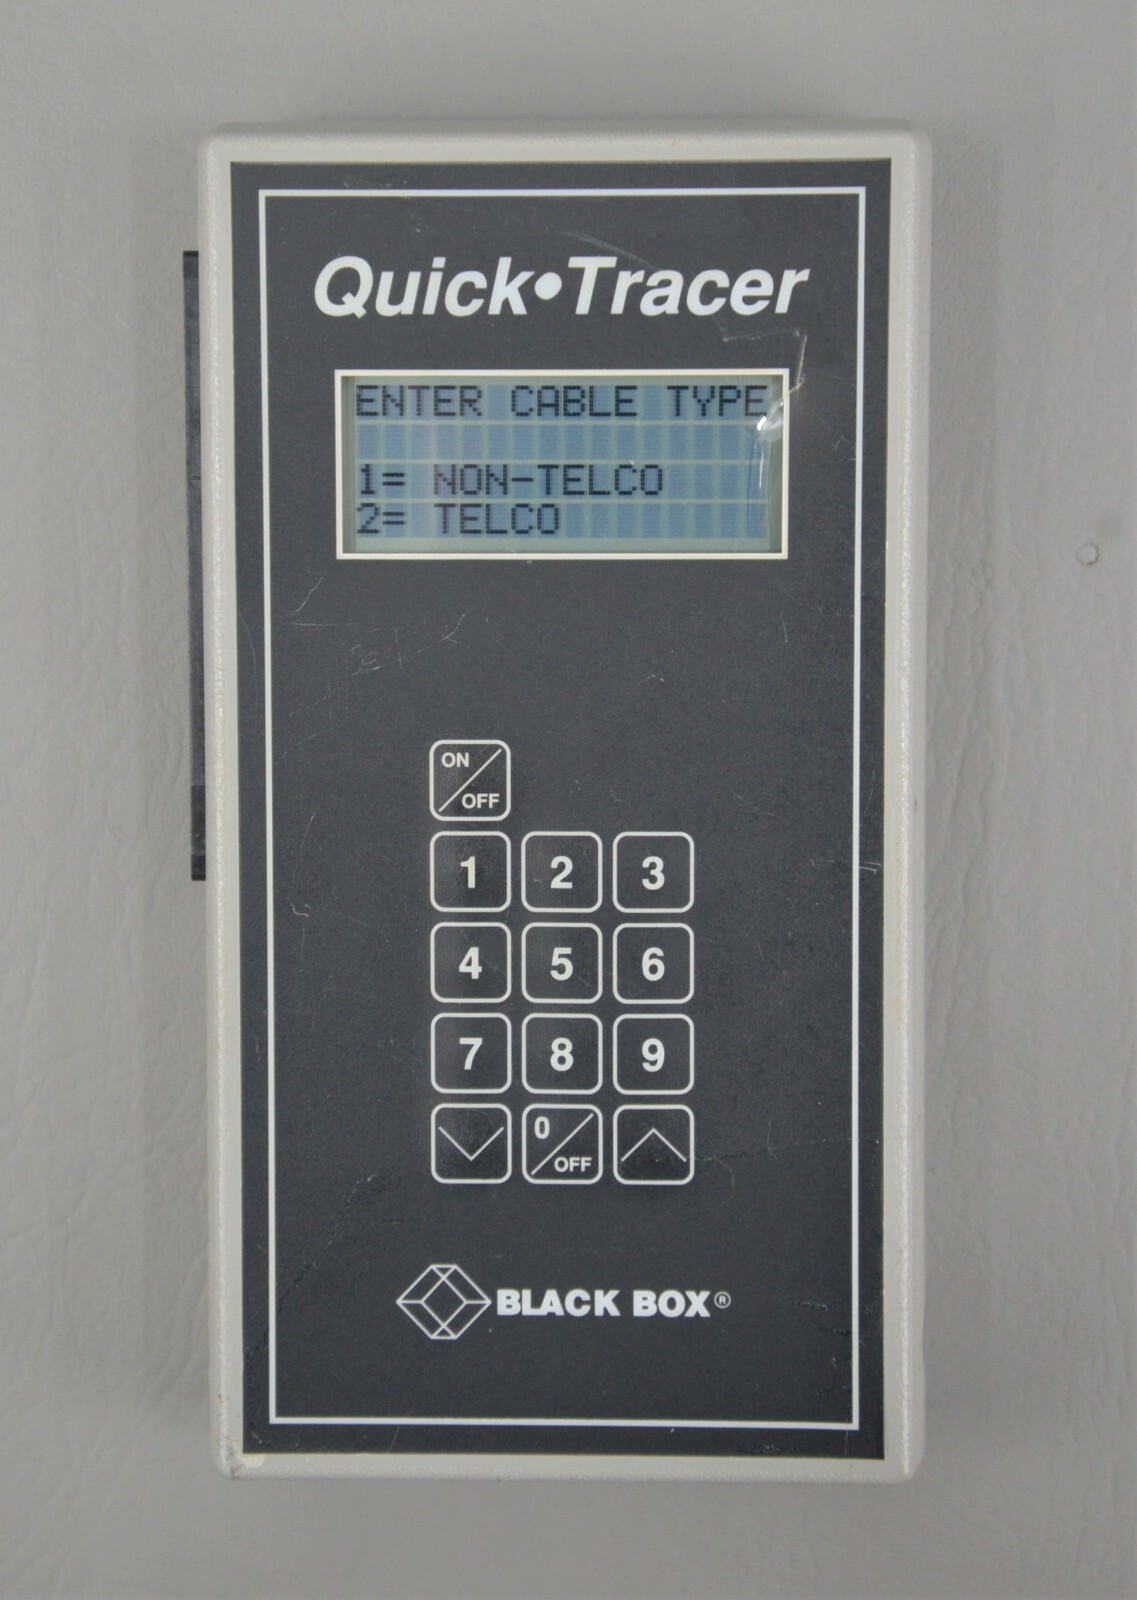 Quick•Tracer
ENTER CABLE TYPE
1= NON-TELCO
2= TELCO
ON
OFF
1 2 3
4 5 6
7 8 9
0
OFF
BLACK BOX®